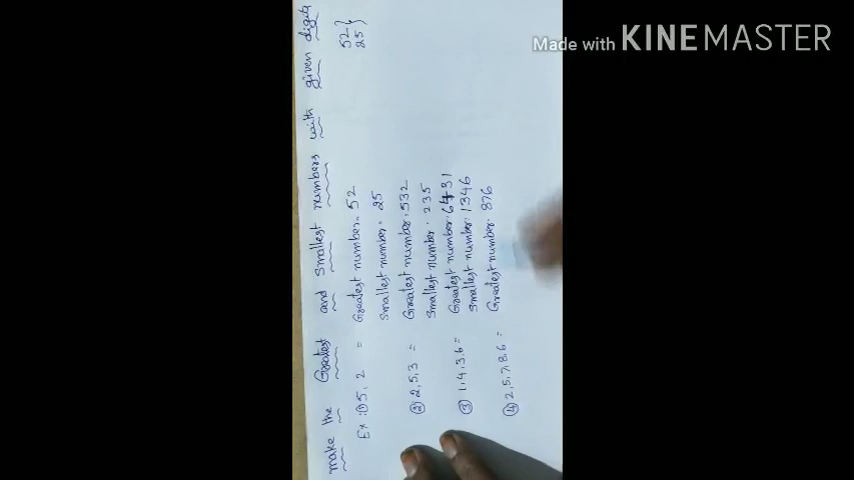 Made with KINEMASTER
make the Greatest and Smallest numbers with given digits
Ex: ① 5, 2 = Greatest number = 52
52
25 }
Smallest number = 25
② 2, 5, 3 = Greatest number = 532
Smallest number = 235
③ 1, 4, 3, 6 = Greatest number = 6431
Smallest number = 1346
④ 2, 5, 7, 8, 6 = Greatest number = 876